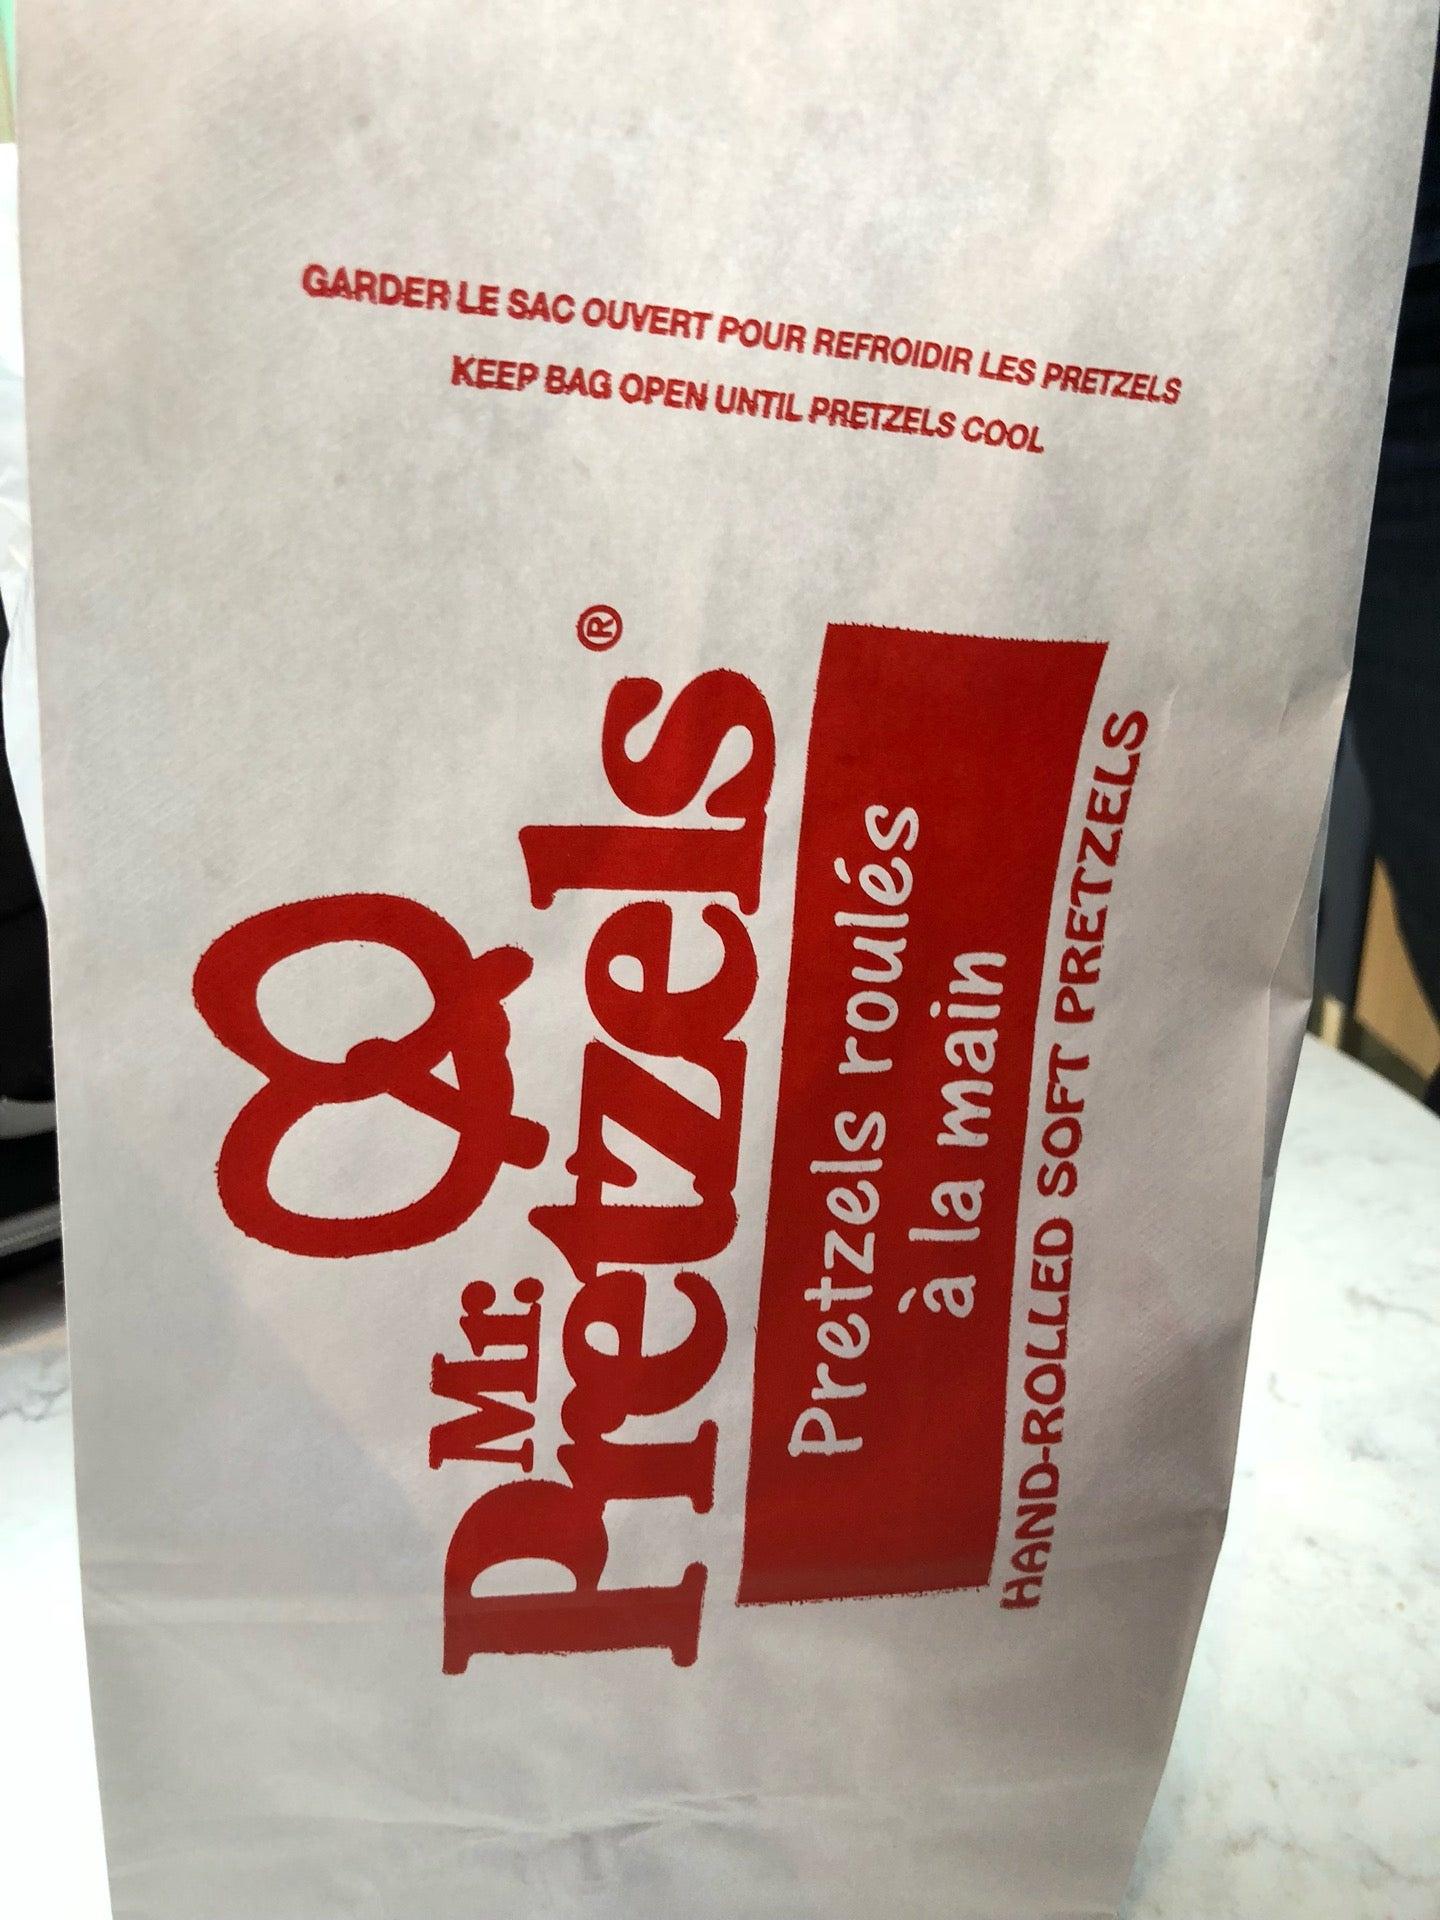 GARDER LE SAC OUVERT POUR REFROIDIR LES PRETZELS
KEEP BAG OPEN UNTIL PRETZELS COOL
Mr.
Pretzels®
Pretzels roulés
à la main
HAND-ROLLED SOFT PRETZELS